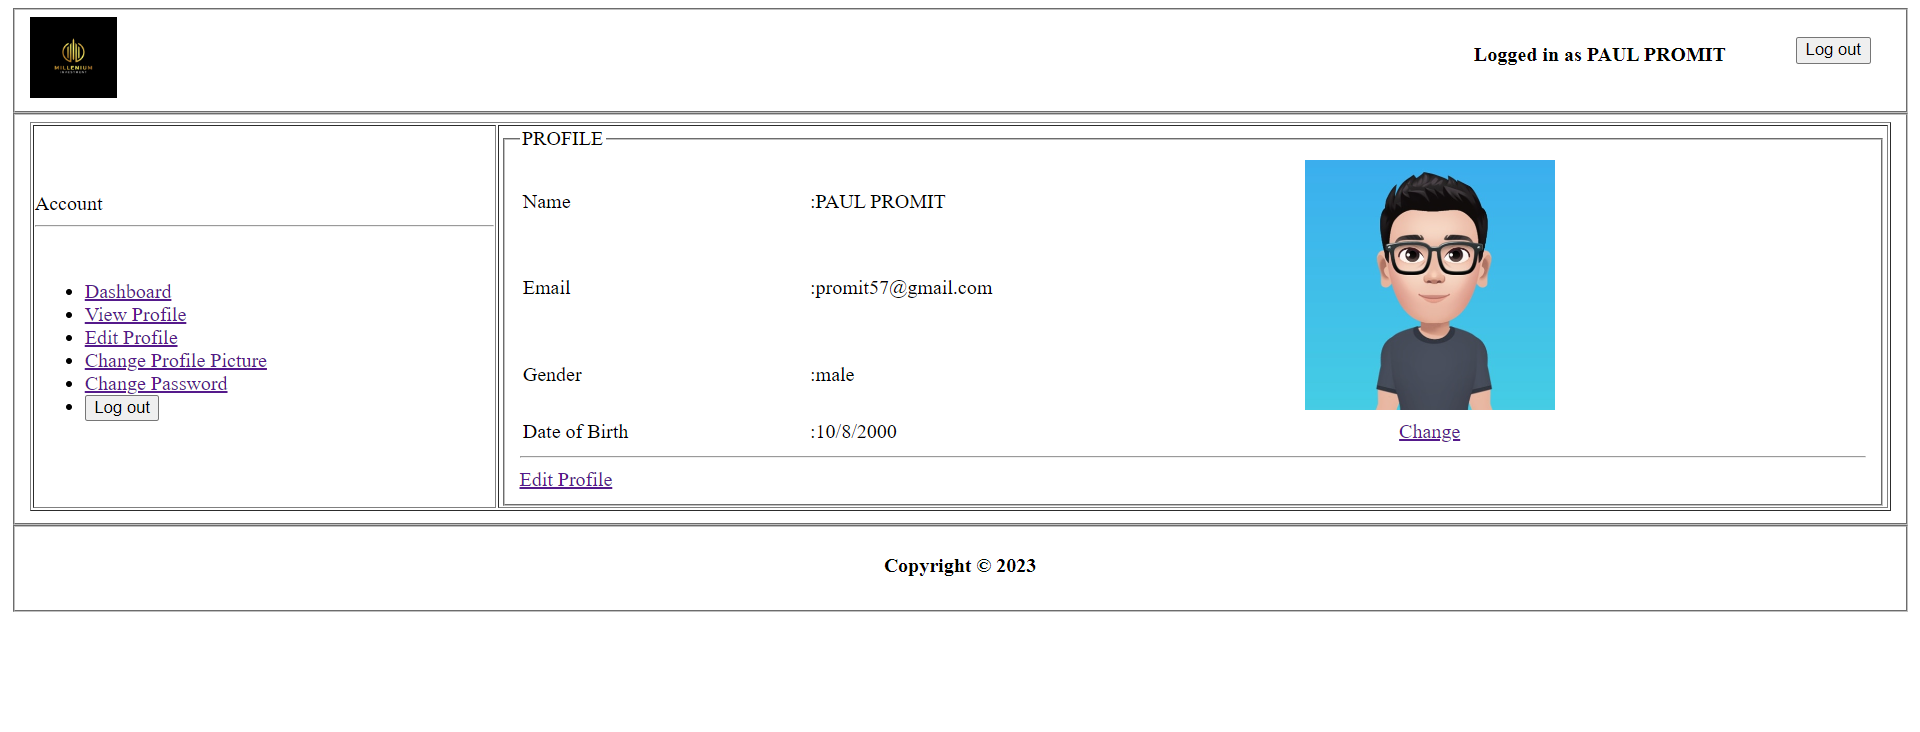 MILLENIUM
INVESTMENT
Logged in as PAUL PROMIT
Log out
Account
Dashboard
View Profile
Edit Profile
Change Profile Picture
Change Password
Log out
PROFILE
Name :PAUL PROMIT
Email :promit57@gmail.com
Gender :male
Date of Birth :10/8/2000
Change
Edit Profile
Copyright © 2023